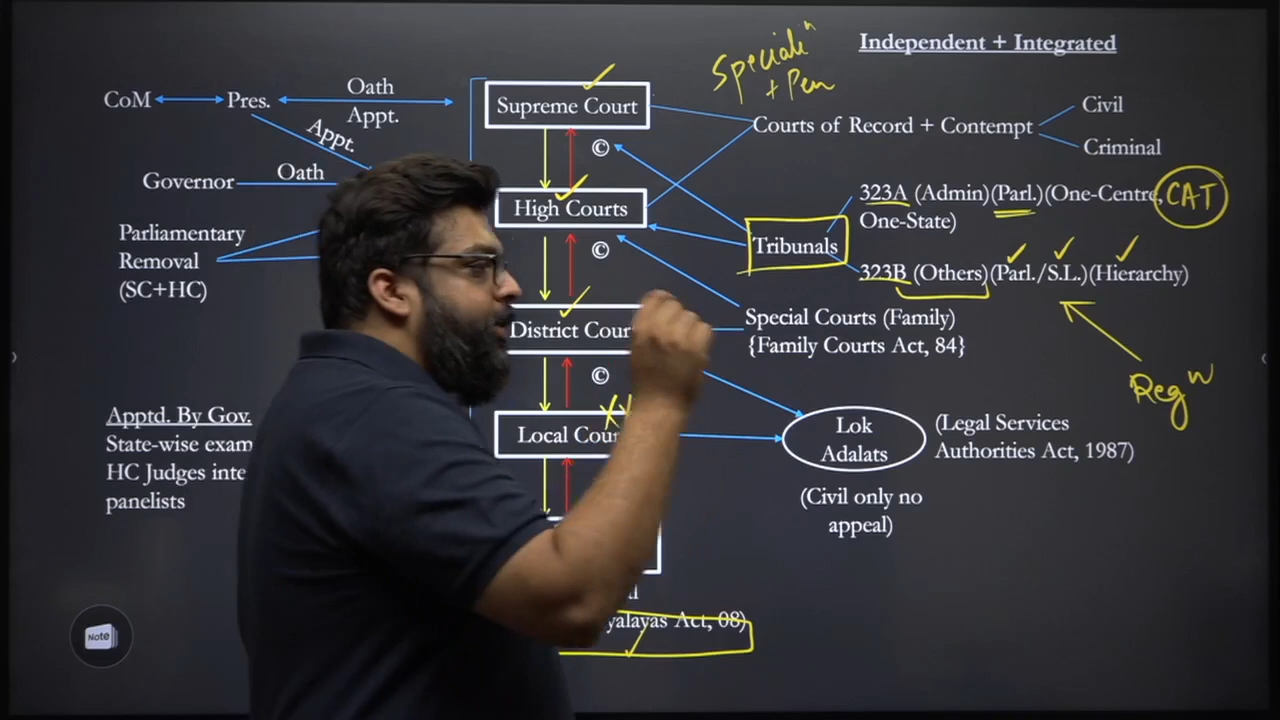 Independent + Integrated
Speciali^n
+ Pen
CoM
Pres.
Oath
Appt.
Appt.
Governor
Oath
Parliamentary
Removal
(SC+HC)
Apptd. By Gov.
State-wise exam
HC Judges inte
panelists
Supreme Court
©
High Courts
©
District Cour
©
Local Cou
yalayas Act, 08)
Courts of Record + Contempt
Civil
Criminal
Tribunals
323A (Admin)(Parl.)(One-Centre,
One-State)
CAT
323B (Others)(Parl./S.L.)(Hierarchy)
Reg^n
Special Courts (Family)
{Family Courts Act, 84}
Lok
Adalats
(Legal Services
Authorities Act, 1987)
(Civil only no
appeal)
Note